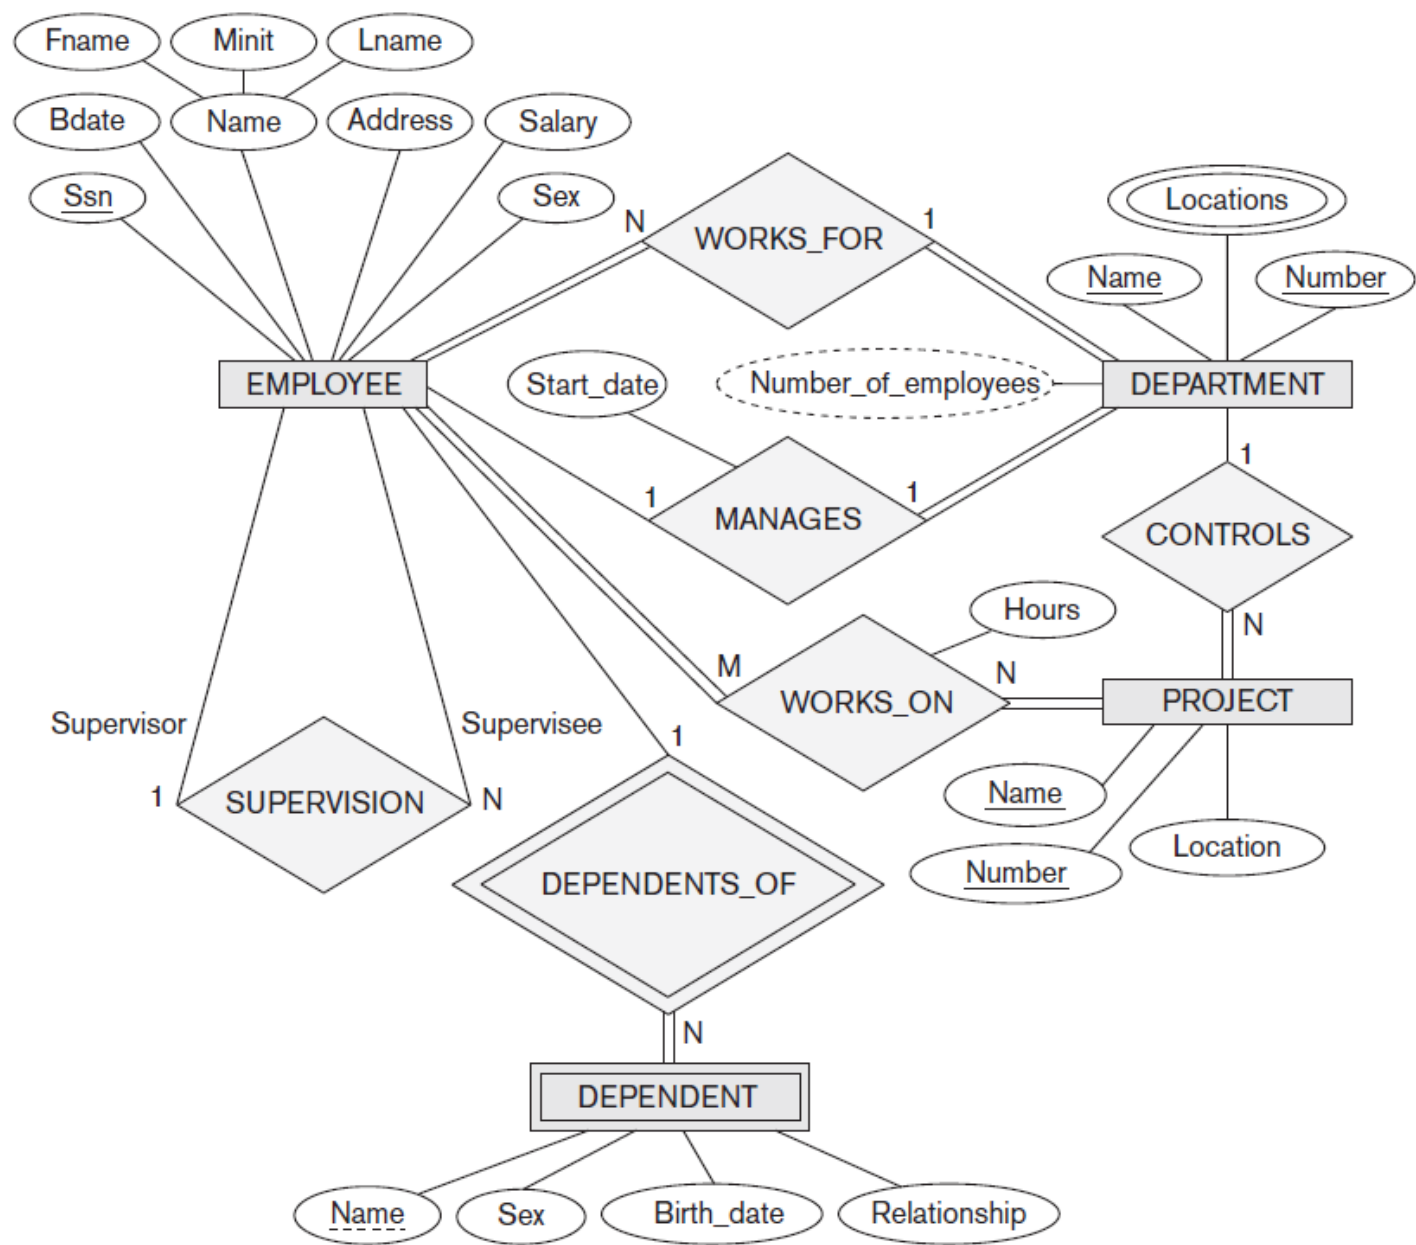 Fname Minit Lname
Bdate Name Address Salary
Ssn Sex
N WORKS_FOR 1
Locations
Name Number
EMPLOYEE Start_date Number_of_employees DEPARTMENT
1 MANAGES 1
1
CONTROLS
N
Hours
M WORKS_ON N
PROJECT
Name
Number
Location
Supervisor Supervisee
1 SUPERVISION N
1
DEPENDENTS_OF
N
DEPENDENT
Name Sex Birth_date Relationship